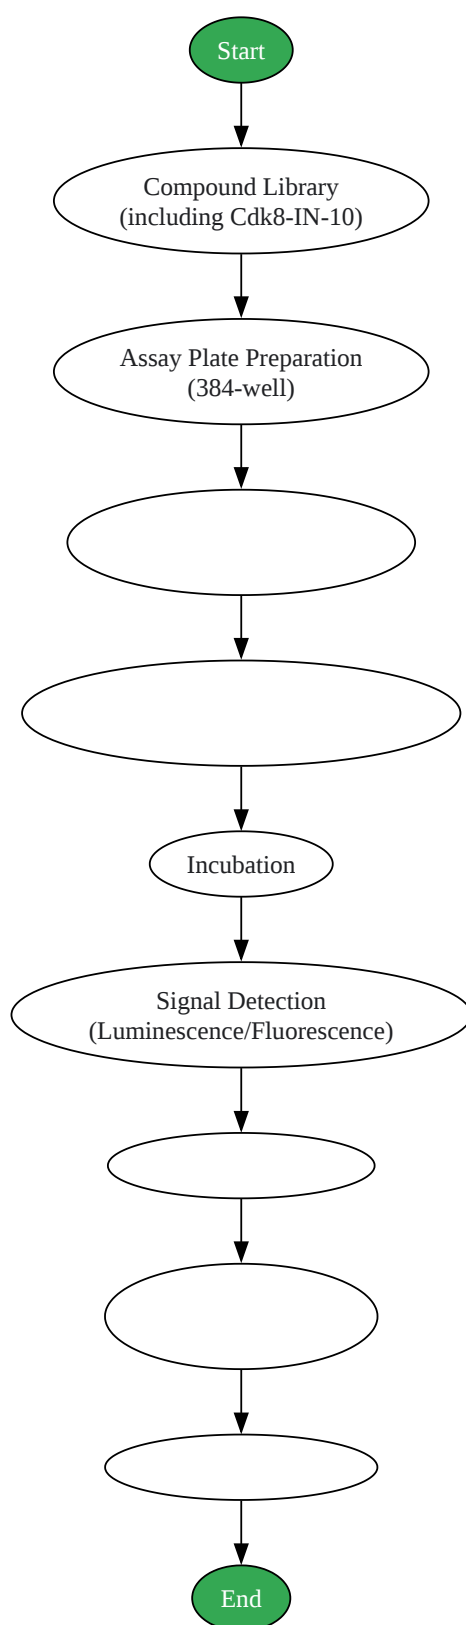 Start
Compound Library
(including Cdk8-IN-10)
Assay Plate Preparation
(384-well)
Incubation
Signal Detection
(Luminescence/Fluorescence)
End